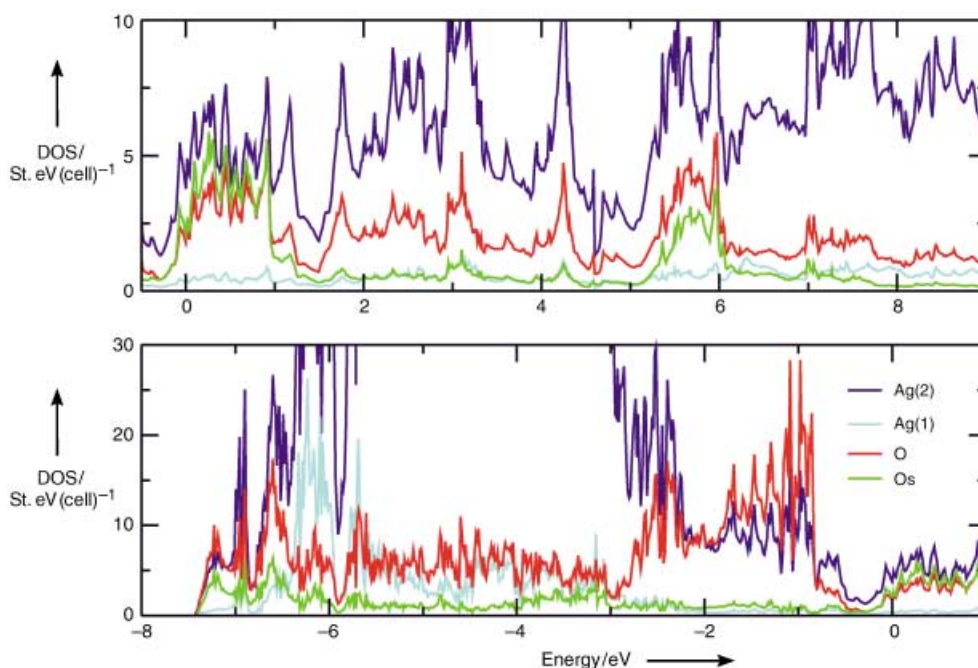 10
5
0
DOS/
St. eV(cell)⁻¹
0 2 4 6 8
30
20
10
0
DOS/
St. eV(cell)⁻¹
Ag(2)
Ag(1)
O
Os
−8 −6 −4 −2 0
Energy/eV